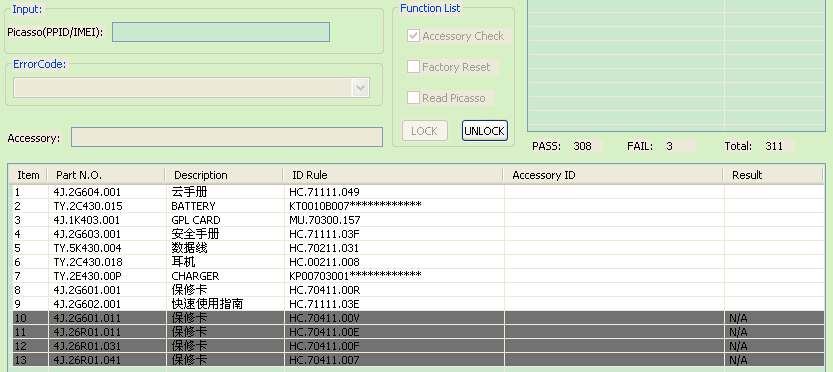 Input:
Picasso(PPID/IMEI):
ErrorCode:
Accessory:
Function List
Accessory Check
Factory Reset
Read Picasso
LOCK UNLOCK
PASS: 308 FAIL: 3 Total: 311
Item Part N.O. Description ID Rule Accessory ID Result
1 4J.2G604.001 云手册 HC.71111.049
2 TY.2C430.015 BATTERY KT0010B007************
3 4J.1K403.001 GPL CARD MU.70300.157
4 4J.2G603.001 安全手册 HC.71111.03F
5 TY.5K430.004 数据线 HC.70211.031
6 TY.2C430.018 耳机 HC.00211.008
7 TY.2E430.00P CHARGER KP00703001************
8 4J.2G601.001 保修卡 HC.70411.00R
9 4J.2G602.001 快速使用指南 HC.71111.03E
10 4J.2G601.011 保修卡 HC.70411.00V N/A
11 4J.26R01.011 保修卡 HC.70411.00E N/A
12 4J.26R01.031 保修卡 HC.70411.00F N/A
13 4J.26R01.041 保修卡 HC.70411.007 N/A